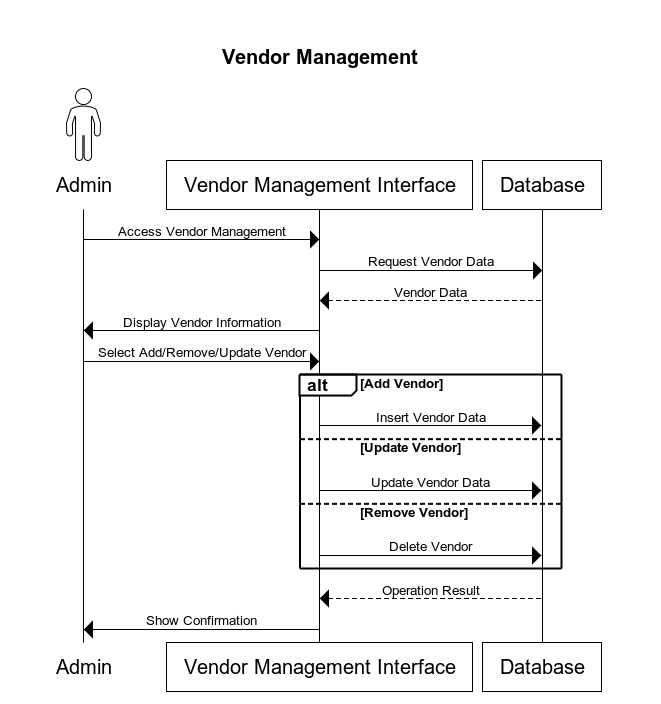 Vendor Management
Admin
Vendor Management Interface
Database
Access Vendor Management
Request Vendor Data
Vendor Data
Display Vendor Information
Select Add/Remove/Update Vendor
alt
[Add Vendor]
Insert Vendor Data
[Update Vendor]
Update Vendor Data
[Remove Vendor]
Delete Vendor
Operation Result
Show Confirmation
Admin
Vendor Management Interface
Database